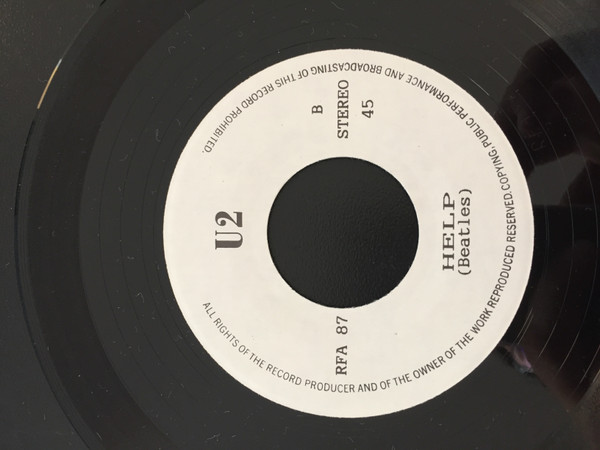 U2
RFA 87
B
STEREO
45
HELP
(Beatles)
ALL RIGHTS OF THE RECORD PRODUCER AND OF THE OWNER OF THE WORK REPRODUCED RESERVED. COPYING, PUBLIC PERFORMANCE AND BROADCASTING OF THIS RECORD PROHIBITED.